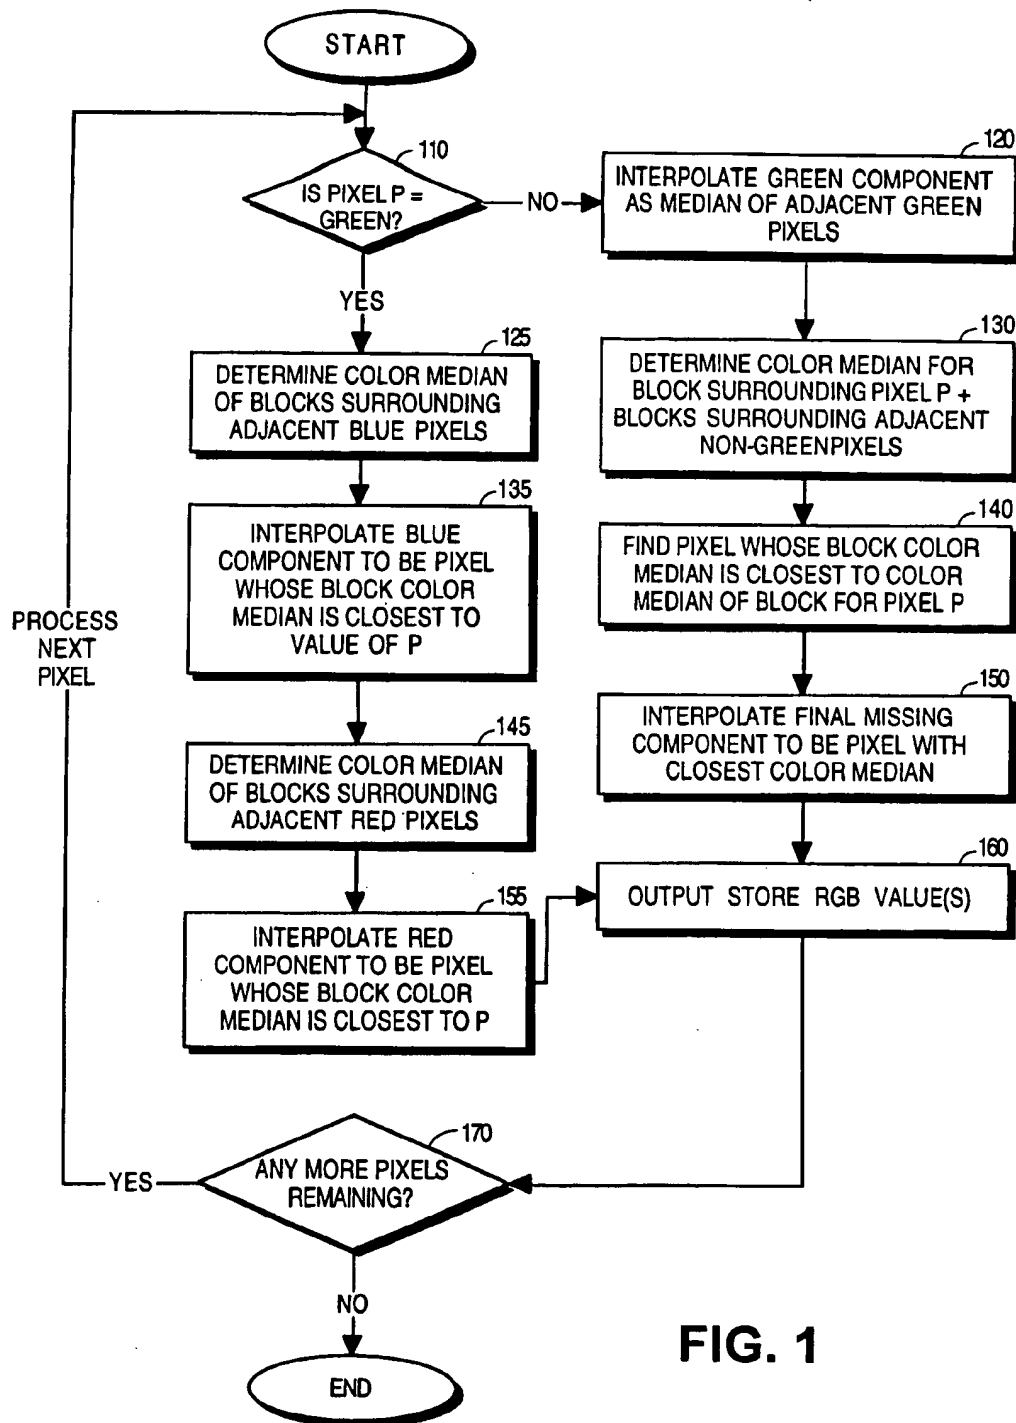 START
110
IS PIXEL P =
GREEN?
NO
120
INTERPOLATE GREEN COMPONENT
AS MEDIAN OF ADJACENT GREEN
PIXELS
YES
125
DETERMINE COLOR MEDIAN
OF BLOCKS SURROUNDING
ADJACENT BLUE PIXELS
130
DETERMINE COLOR MEDIAN FOR
BLOCK SURROUNDING PIXEL P +
BLOCKS SURROUNDING ADJACENT
NON-GREENPIXELS
135
INTERPOLATE BLUE
COMPONENT TO BE PIXEL
WHOSE BLOCK COLOR
MEDIAN IS CLOSEST TO
VALUE OF P
140
FIND PIXEL WHOSE BLOCK COLOR
MEDIAN IS CLOSEST TO COLOR
MEDIAN OF BLOCK FOR PIXEL P
PROCESS
NEXT
PIXEL
145
DETERMINE COLOR MEDIAN
OF BLOCKS SURROUNDING
ADJACENT RED PIXELS
150
INTERPOLATE FINAL MISSING
COMPONENT TO BE PIXEL WITH
CLOSEST COLOR MEDIAN
155
INTERPOLATE RED
COMPONENT TO BE PIXEL
WHOSE BLOCK COLOR
MEDIAN IS CLOSEST TO P
160
OUTPUT STORE RGB VALUE(S)
170
ANY MORE PIXELS
REMAINING?
YES
NO
END
FIG. 1